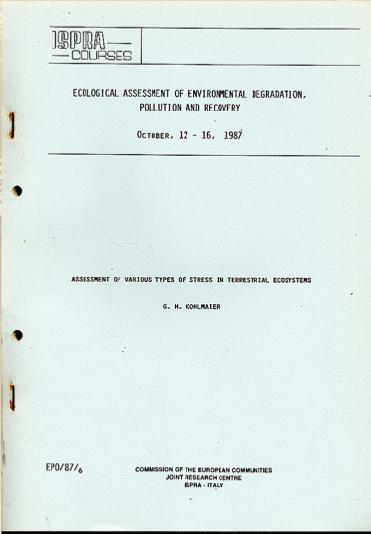 ISPRA
COURSES
ECOLOGICAL ASSESSMENT OF ENVIRONMENTAL DEGRADATION,
POLLUTION AND RECOVERY
OCTOBER, 12 - 16, 1987
ASSESSMENT OF VARIOUS TYPES OF STRESS IN TERRESTRIAL ECOSYSTEMS
G. H. KOHLMAIER
EPO/87/6
COMMISSION OF THE EUROPEAN COMMUNITIES
JOINT RESEARCH CENTRE
ISPRA - ITALY